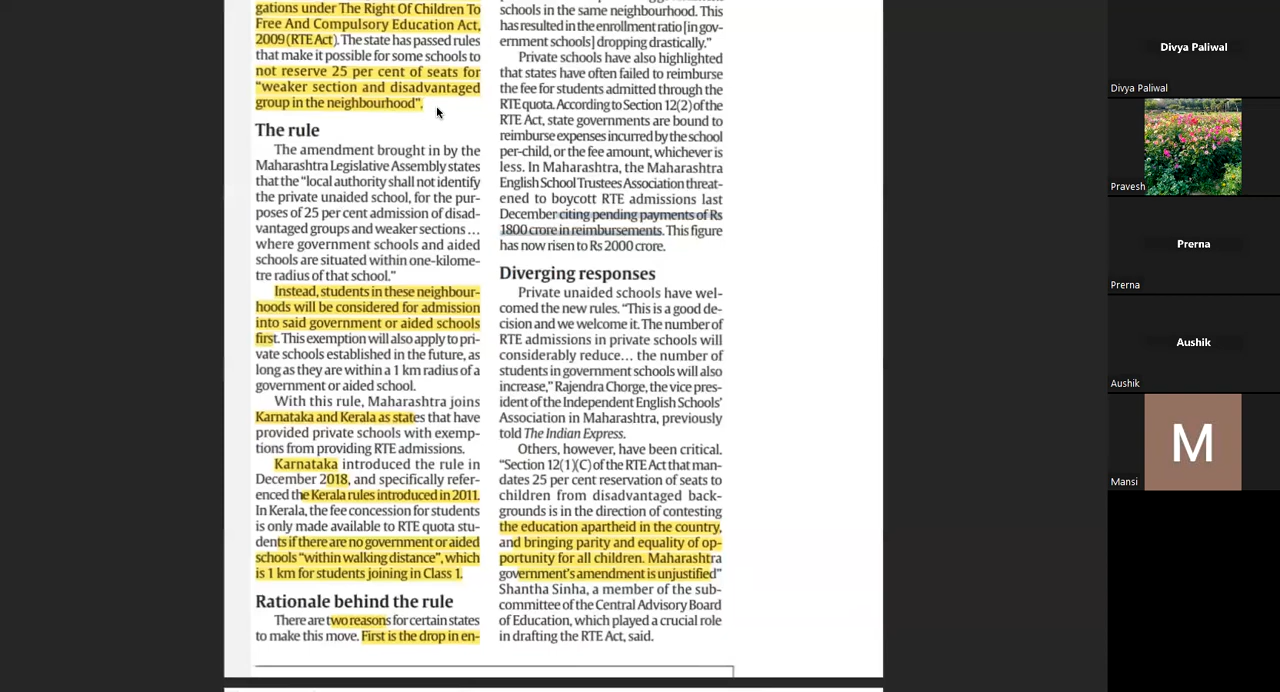 gations under The Right Of Children To
Free And Compulsory Education Act,
2009 (RTE Act). The state has passed rules
that make it possible for some schools to
not reserve 25 per cent of seats for
“weaker section and disadvantaged
group in the neighbourhood”.
The rule
The amendment brought in by the
Maharashtra Legislative Assembly states
that the “local authority shall not identify
the private unaided school, for the pur-
poses of 25 per cent admission of disad-
vantaged groups and weaker sections ...
where government schools and aided
schools are situated within one-kilome-
tre radius of that school.”
Instead, students in these neighbour-
hoods will be considered for admission
into said government or aided schools
first. This exemption will also apply to pri-
vate schools established in the future, as
long as they are within a 1 km radius of a
government or aided school.
With this rule, Maharashtra joins
Karnataka and Kerala as states that have
provided private schools with exemp-
tions from providing RTE admissions.
Karnataka introduced the rule in
December 2018, and specifically refer-
enced the Kerala rules introduced in 2011.
In Kerala, the fee concession for students
is only made available to RTE quota stu-
dents if there are no government or aided
schools “within walking distance”, which
is 1 km for students joining in Class 1.
Rationale behind the rule
There are two reasons for certain states
to make this move. First is the drop in en-
schools in the same neighbourhood. This
has resulted in the enrollment ratio [in gov-
ernment schools] dropping drastically.”
Private schools have also highlighted
that states have often failed to reimburse
the fee for students admitted through the
RTE quota. According to Section 12(2) of the
RTE Act, state governments are bound to
reimburse expenses incurred by the school
per-child, or the fee amount, whichever is
less. In Maharashtra, the Maharashtra
English School Trustees Association threat-
ened to boycott RTE admissions last
December citing pending payments of Rs
1800 crore in reimbursements. This figure
has now risen to Rs 2000 crore.
Diverging responses
Private unaided schools have wel-
comed the new rules. “This is a good de-
cision and we welcome it. The number of
RTE admissions in private schools will
considerably reduce... the number of
students in government schools will also
increase,” Rajendra Chorge, the vice pres-
ident of the Independent English Schools’
Association in Maharashtra, previously
told The Indian Express.
Others, however, have been critical.
“Section 12(1)(C) of the RTE Act that man-
dates 25 per cent reservation of seats to
children from disadvantaged back-
grounds is in the direction of contesting
the education apartheid in the country,
and bringing parity and equality of op-
portunity for all children. Maharashtra
government’s amendment is unjustified”
Shantha Sinha, a member of the sub-
committee of the Central Advisory Board
of Education, which played a crucial role
in drafting the RTE Act, said.
Divya Paliwal
Divya Paliwal
Pravesh
Prerna
Prerna
Aushik
Aushik
M
Mansi